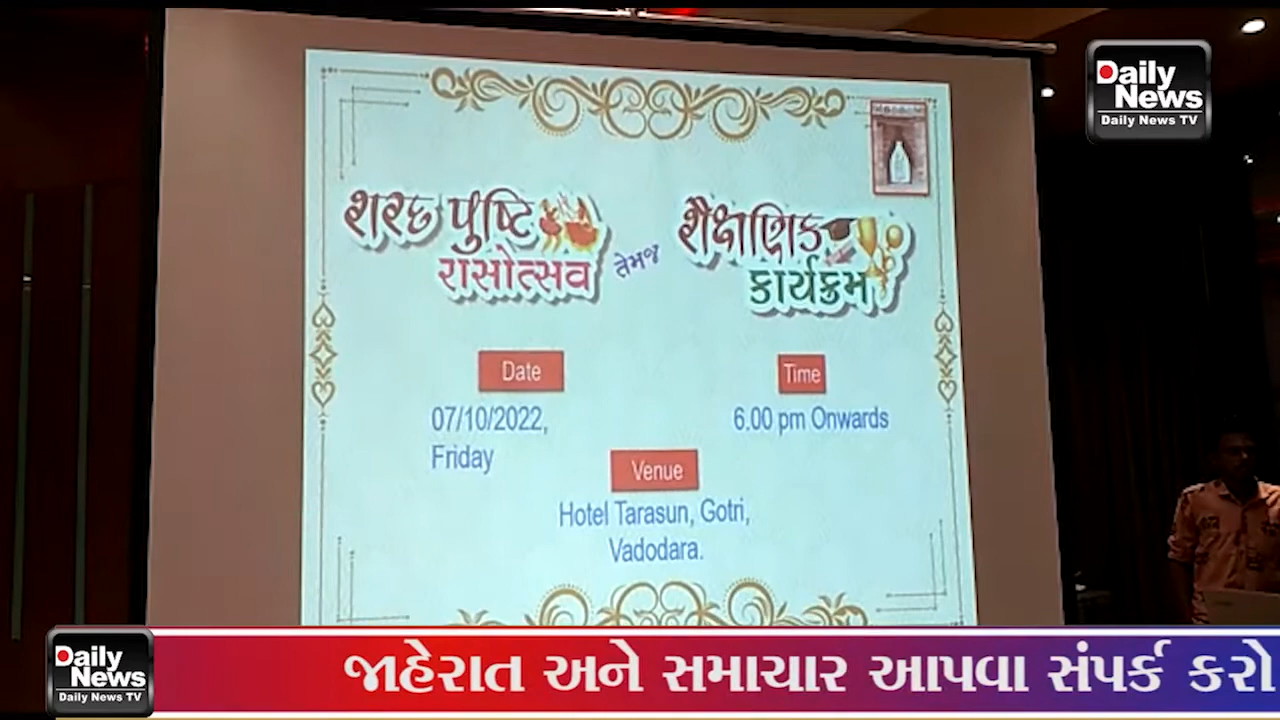 Daily
News
Daily News TV
શરદ પુષ્ટિ
રાસોત્સવ
તેમજ
શૈક્ષણિક
કાર્યક્રમ
Date
07/10/2022,
Friday
Time
6.00 pm Onwards
Venue
Hotel Tarasun, Gotri,
Vadodara.
Daily
News
Daily News TV
જાહેરાત અને સમાચાર આપવા સંપર્ક કરો